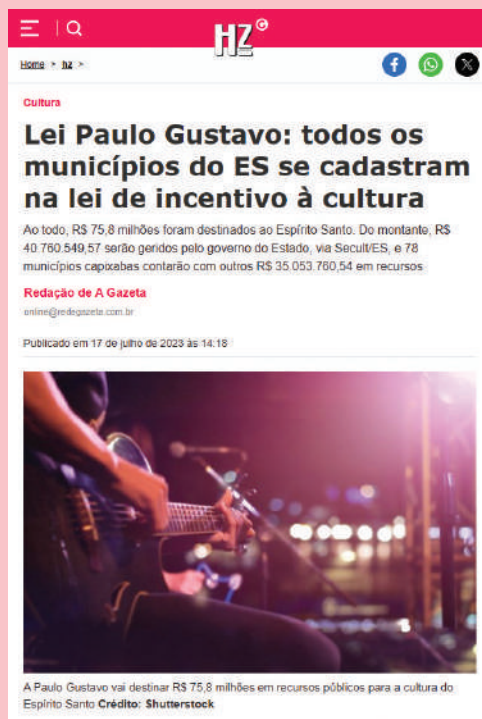 HZ G
Home > hz >
Cultura
Lei Paulo Gustavo: todos os
municípios do ES se cadastram
na lei de incentivo à cultura
Ao todo, R$ 75,8 milhões foram destinados ao Espírito Santo. Do montante, R$
40.760.549,57 serão geridos pelo governo do Estado, via Secult/ES, e 78
municípios capixabas contarão com outros R$ 35.053.760,54 em recursos
Redação de A Gazeta
online@redegazeta.com.br
Publicado em 17 de julho de 2023 às 14:18
A Paulo Gustavo vai destinar R$ 75,8 milhões em recursos públicos para a cultura do
Espírito Santo Crédito: Shutterstock